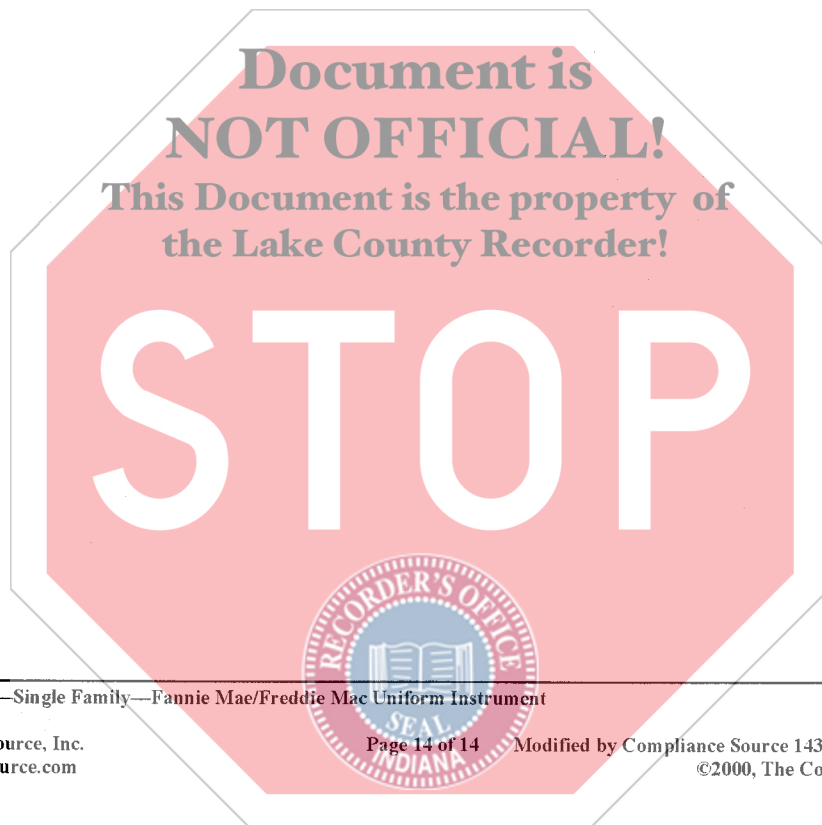 Document is
NOT OFFICIAL!
This Document is the property of
the Lake County Recorder!
STOP
RECORDER'S OFFICE
—Single Family—Fannie Mae/Freddie Mac Uniform Instrument
SEAL
Page 14 of 14 Modified by Compliance Source 143
INDIANA
©2000, The Co
ource, Inc.
urce.com